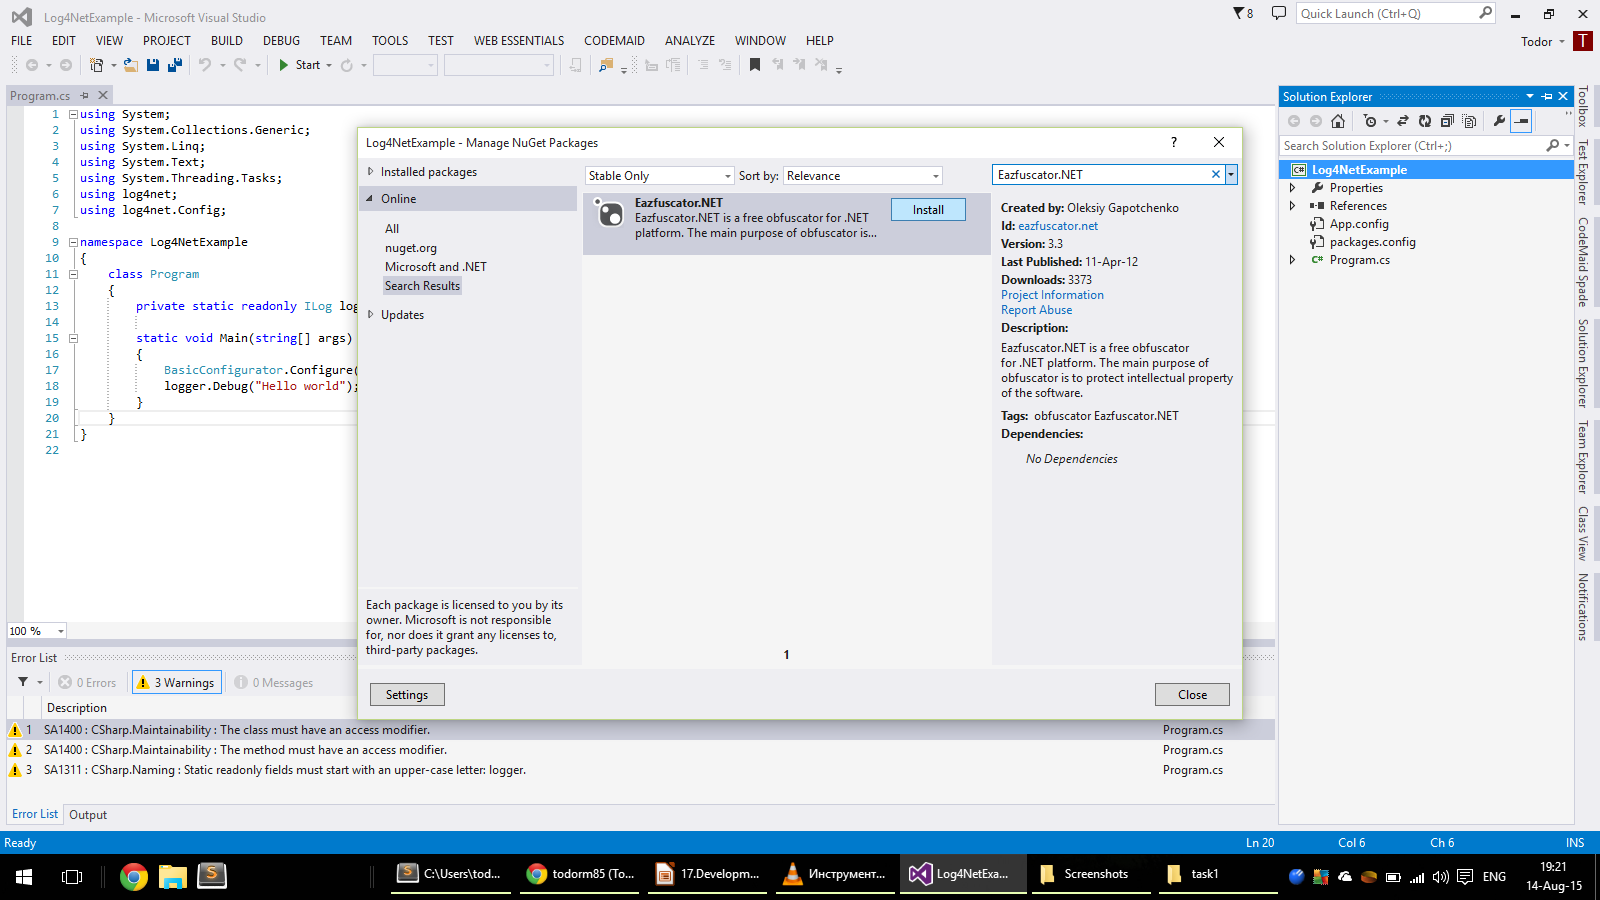 Log4NetExample - Microsoft Visual Studio
8
Quick Launch (Ctrl+Q)
FILE EDIT VIEW PROJECT BUILD DEBUG TEAM TOOLS TEST WEB ESSENTIALS CODEMAID ANALYZE WINDOW HELP
Todor
T
Start
Program.cs
1 using System;
2 using System.Collections.Generic;
3 using System.Linq;
4 using System.Text;
5 using System.Threading.Tasks;
6 using log4net;
7 using log4net.Config;
8
9 namespace Log4NetExample
10 {
11 class Program
12 {
13 private static readonly ILog log
14
15 static void Main(string[] args)
16 {
17 BasicConfigurator.Configure(
18 logger.Debug("Hello world");
19 }
20 }
21 }
22
100 %
Log4NetExample - Manage NuGet Packages
?
Installed packages
Online
All
nuget.org
Microsoft and .NET
Search Results
Updates
Each package is licensed to you by its
owner. Microsoft is not responsible
for, nor does it grant any licenses to,
third-party packages.
Stable Only
Sort by: Relevance
Eazfuscator.NET
Eazfuscator.NET is a free obfuscator for .NET
platform. The main purpose of obfuscator is...
Install
1
Eazfuscator.NET
Created by: Oleksiy Gapotchenko
Id: eazfuscator.net
Version: 3.3
Last Published: 11-Apr-12
Downloads: 3373
Project Information
Report Abuse
Description:
Eazfuscator.NET is a free obfuscator
for .NET platform. The main purpose of
obfuscator is to protect intellectual property
of the software.
Tags: obfuscator Eazfuscator.NET
Dependencies:
No Dependencies
Settings
Close
Solution Explorer
Search Solution Explorer (Ctrl+;)
C# Log4NetExample
Properties
References
App.config
packages.config
C# Program.cs
Toolbox
Test Explorer
CodeMaid Spade
Solution Explorer
Team Explorer
Class View
Notifications
Error List
0 Errors
3 Warnings
0 Messages
Description
1 SA1400 : CSharp.Maintainability : The class must have an access modifier. Program.cs
2 SA1400 : CSharp.Maintainability : The method must have an access modifier. Program.cs
3 SA1311 : CSharp.Naming : Static readonly fields must start with an upper-case letter: logger. Program.cs
Error List Output
Ready
Ln 20
Col 6
Ch 6
INS
C:\Users\tod...
todorm85 (To...
17.Developm...
Инструмент...
Log4NetExa...
Screenshots
task1
ENG
19:21
14-Aug-15